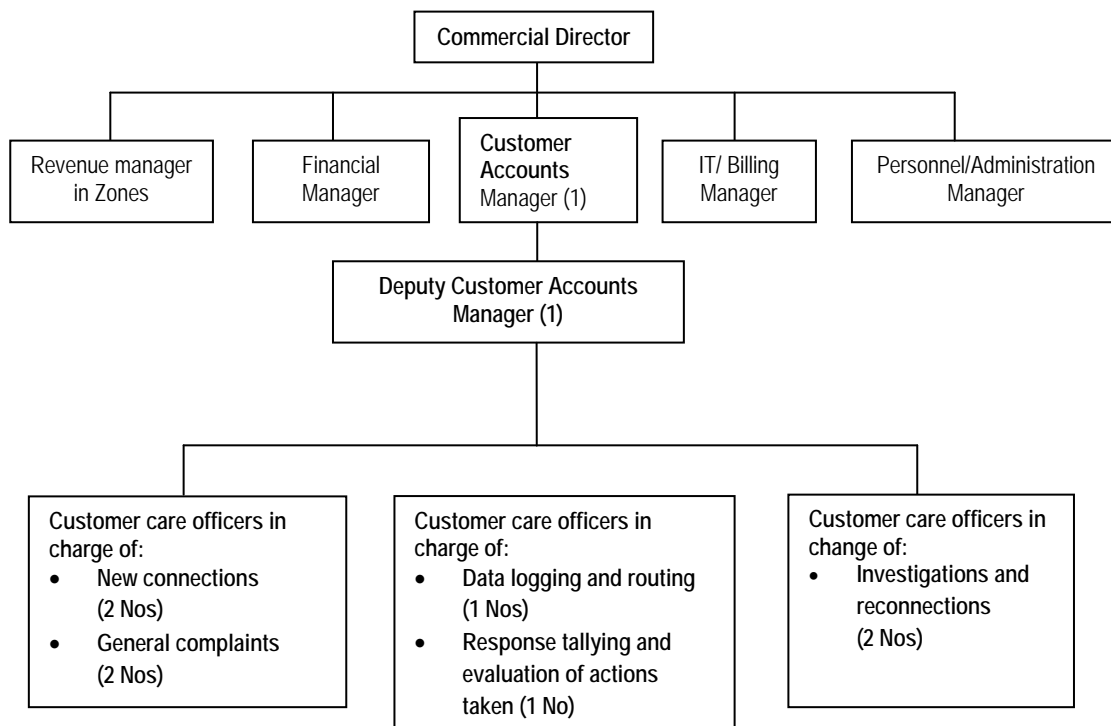 Commercial Director
Revenue manager
in Zones
Financial
Manager
Customer
Accounts
Manager (1)
IT/ Billing
Manager
Personnel/Administration
Manager
Deputy Customer Accounts
Manager (1)
Customer care officers in
charge of:
• New connections
(2 Nos)
• General complaints
(2 Nos)
Customer care officers in
charge of:
• Data logging and routing
(1 Nos)
• Response tallying and
evaluation of actions
taken (1 No)
Customer care officers in
change of:
• Investigations and
reconnections
(2 Nos)